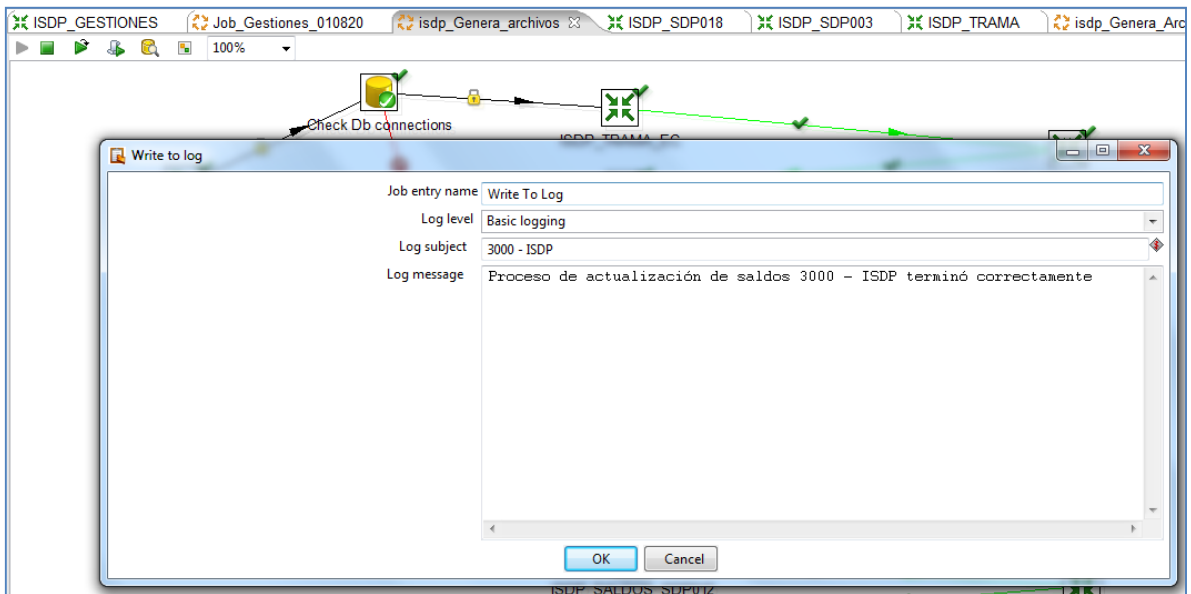 ISDP_GESTIONES Job_Gestiones_010820 isdp_Genera_archivos ISDP_SDP018 ISDP_SDP003 ISDP_TRAMA isdp_Genera_Arc
100%
Check Db connections
ISDP_TRAMA_EC
Write to log
Job entry name Write To Log
Log level Basic logging
Log subject 3000 - ISDP
Log message Proceso de actualización de saldos 3000 - ISDP terminó correctamente
OK Cancel
ISDP_SALDOS_SDP012